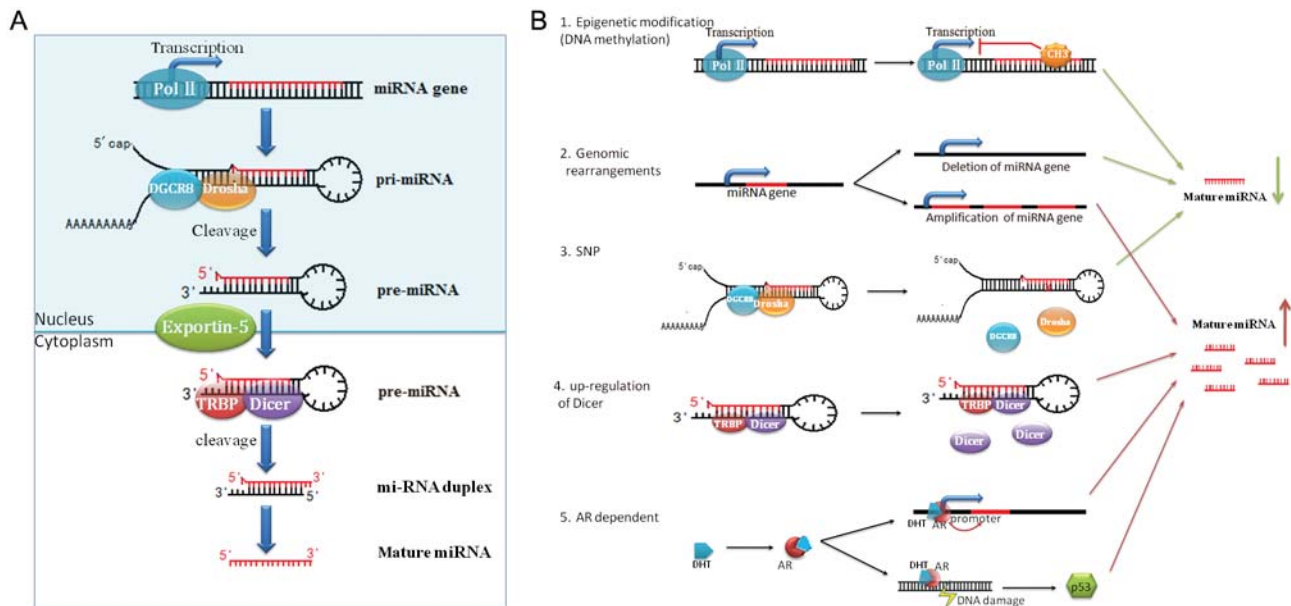 A
Transcription
Pol II
miRNA gene
5' cap
DGCR8
Drosha
pri-miRNA
AAAAAAAAA
Cleavage
5'
3'
pre-miRNA
Exportin-5
Nucleus
Cytoplasm
5'
3'
TRBP
Dicer
pre-miRNA
cleavage
5'
3'
3'
5'
mi-RNA duplex
5'
3'
Mature miRNA
B
1. Epigenetic modification
(DNA methylation)
Transcription
Pol II
Transcription
Pol II
CH3
2. Genomic
rearrangements
miRNA gene
Deletion of miRNA gene
Amplification of miRNA gene
Mature miRNA
3. SNP
5' cap
DGCR8
Drosha
AAAAAAAAA
5' cap
AAAAAAAAA
DGCR8
Drosha
Mature miRNA
4. up-regulation
of Dicer
5'
3'
TRBP
Dicer
5'
3'
TRBP
Dicer
Dicer
Dicer
5. AR dependent
DHT
AR
DHT
AR
promoter
DHT
AR
DNA damage
p53